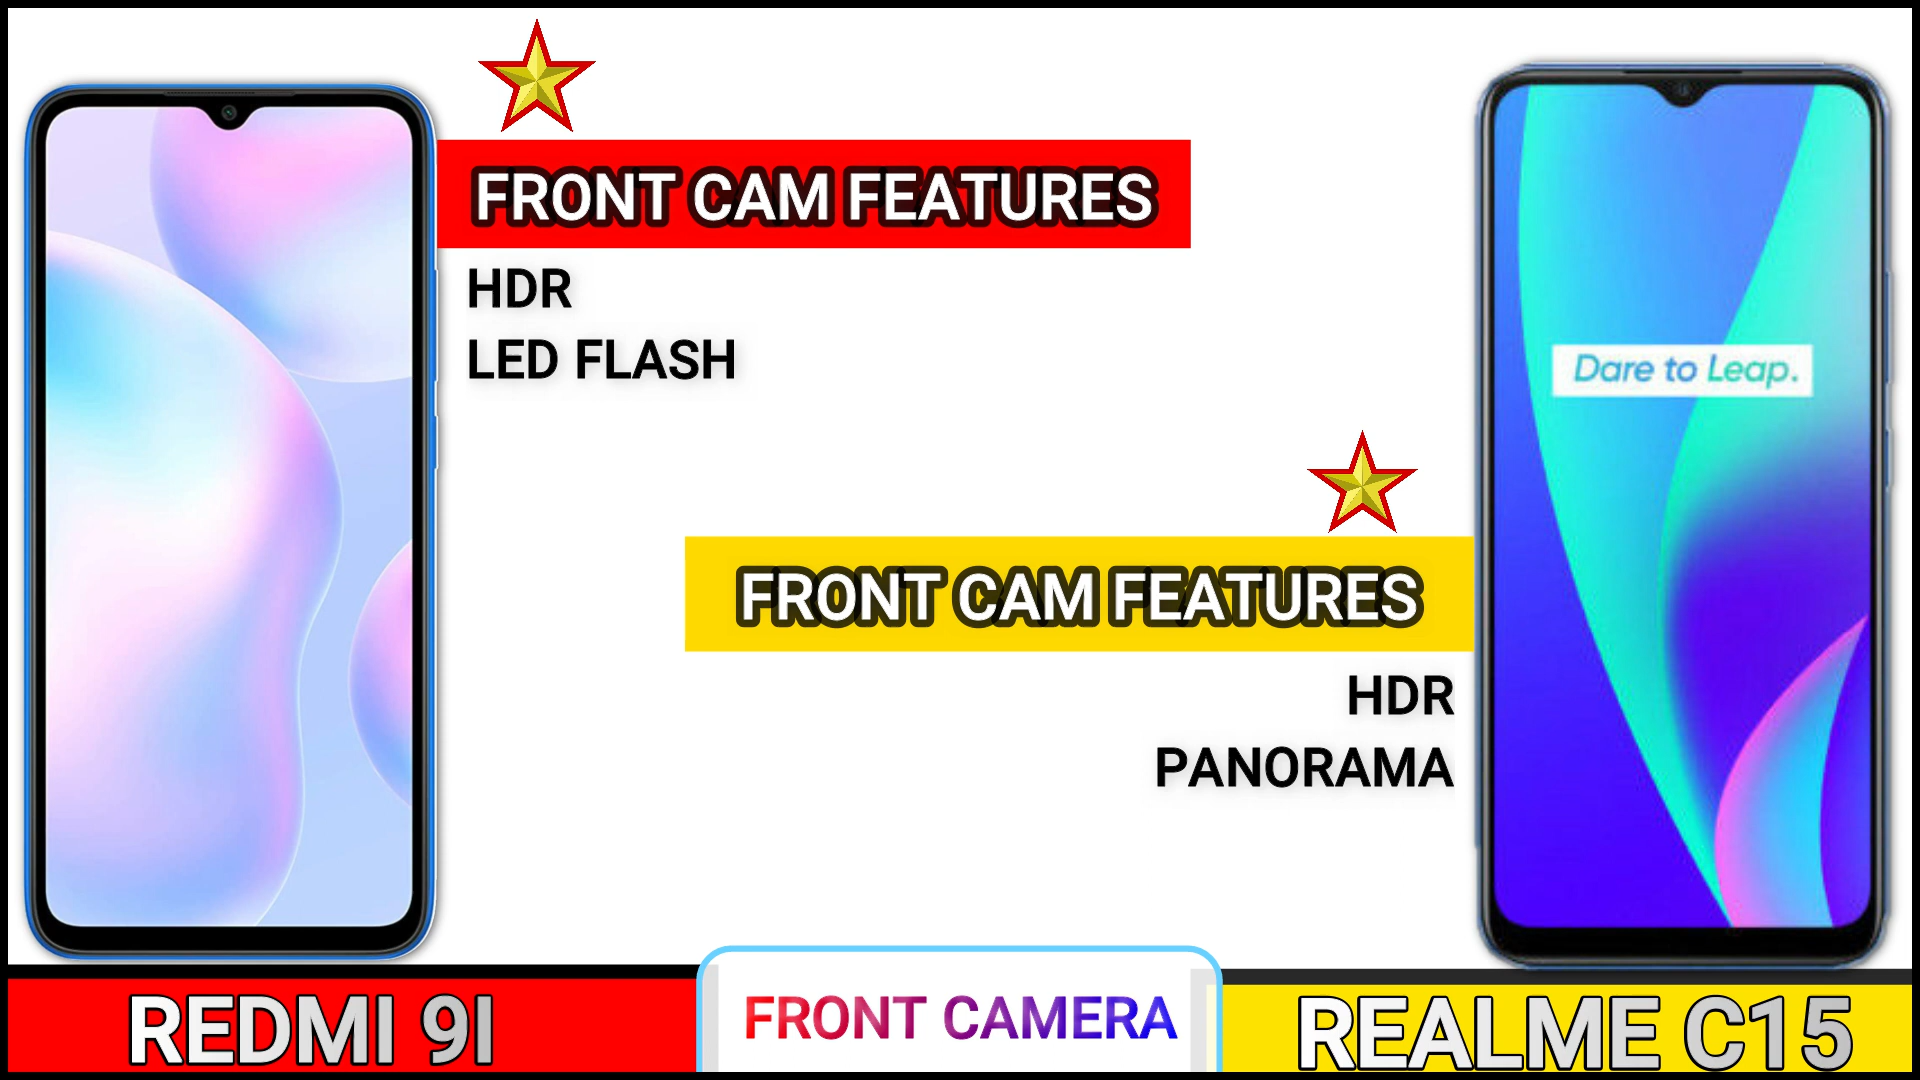 FRONT CAM FEATURES
HDR
LED FLASH
Dare to Leap.
FRONT CAM FEATURES
HDR
PANORAMA
REDMI 9I
FRONT CAMERA
REALME C15